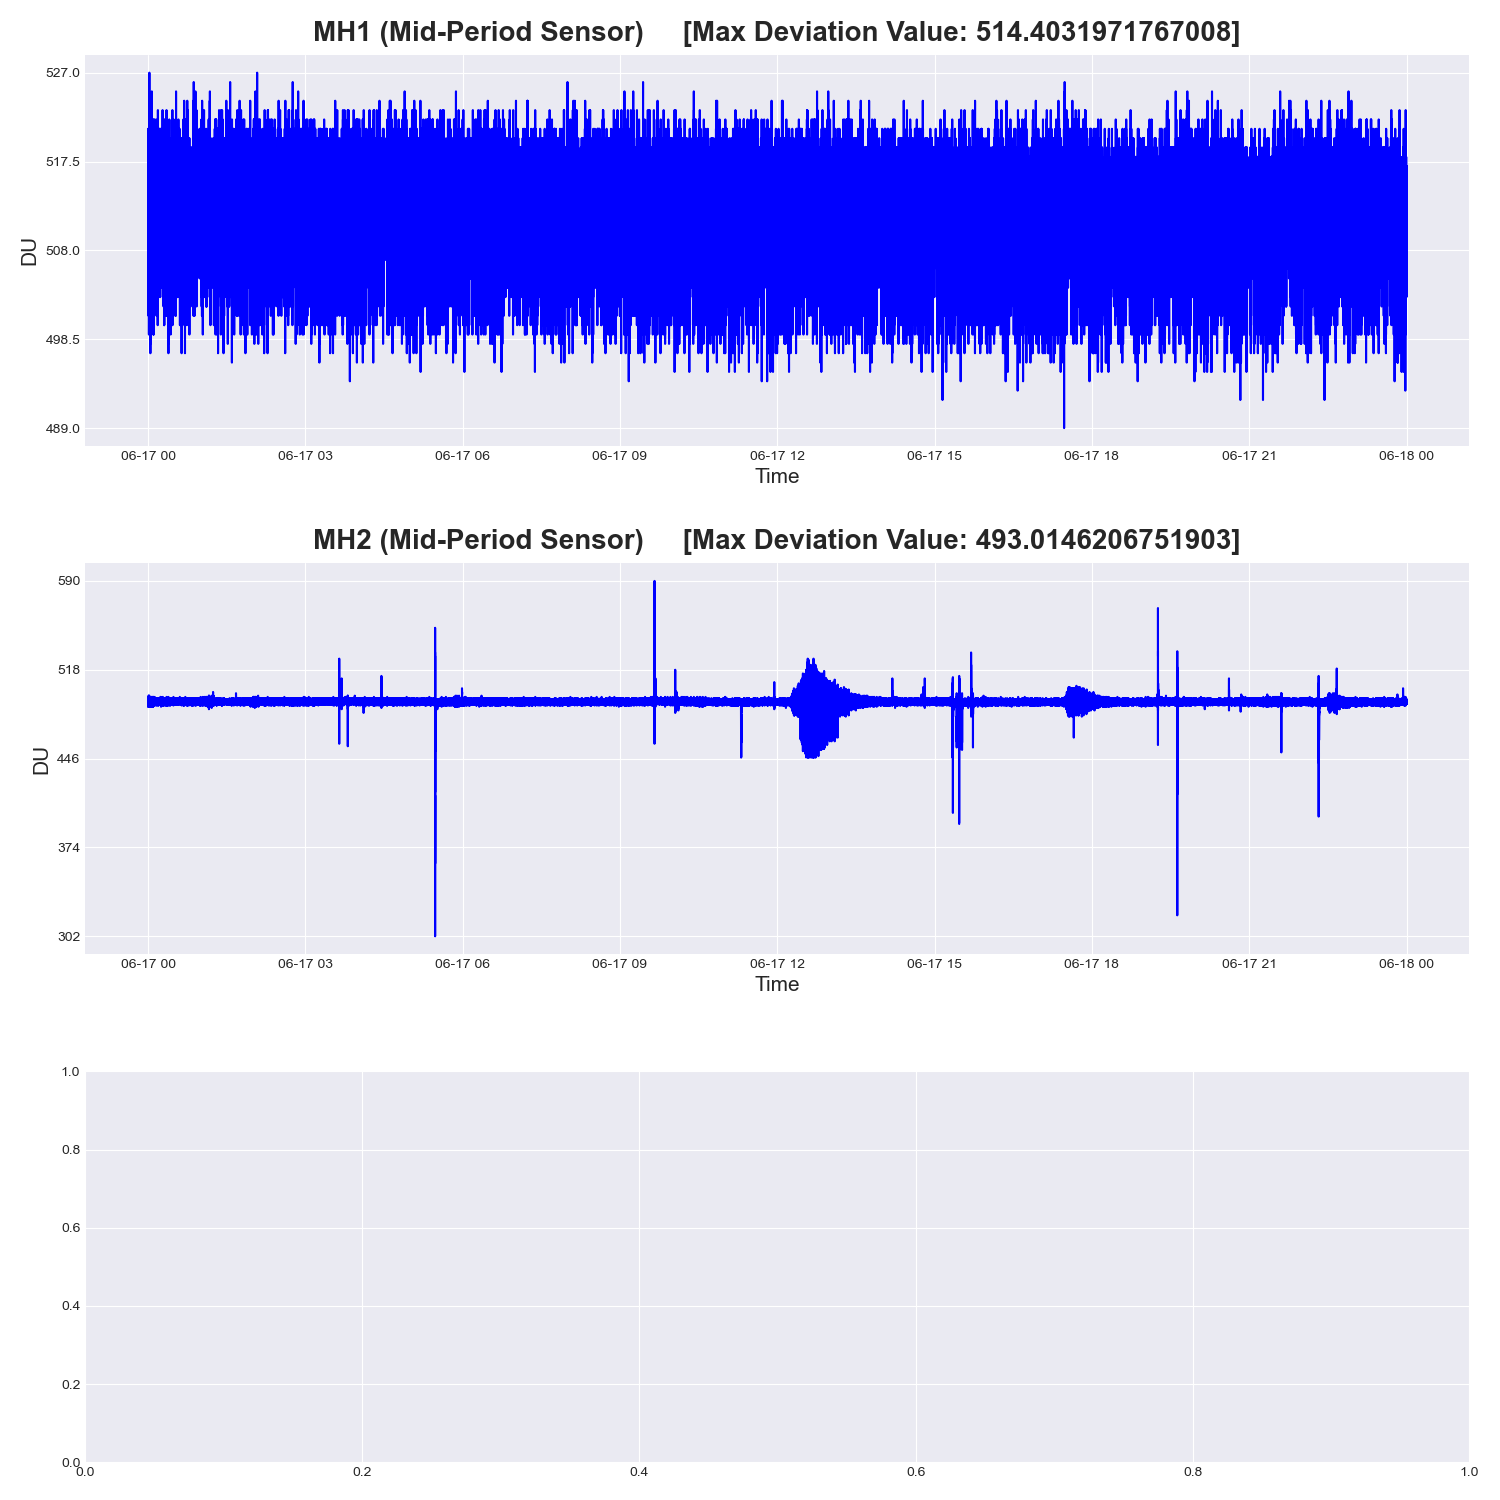 MH1 (Mid-Period Sensor) [Max Deviation Value: 514.4031971767008]
527.0
517.5
508.0
498.5
489.0
DU
06-17 00 06-17 03 06-17 06 06-17 09 06-17 12 06-17 15 06-17 18 06-17 21 06-18 00
Time
MH2 (Mid-Period Sensor) [Max Deviation Value: 493.0146206751903]
590
518
446
374
302
DU
06-17 00 06-17 03 06-17 06 06-17 09 06-17 12 06-17 15 06-17 18 06-17 21 06-18 00
Time
1.0
0.8
0.6
0.4
0.2
0.0
0.0 0.2 0.4 0.6 0.8 1.0